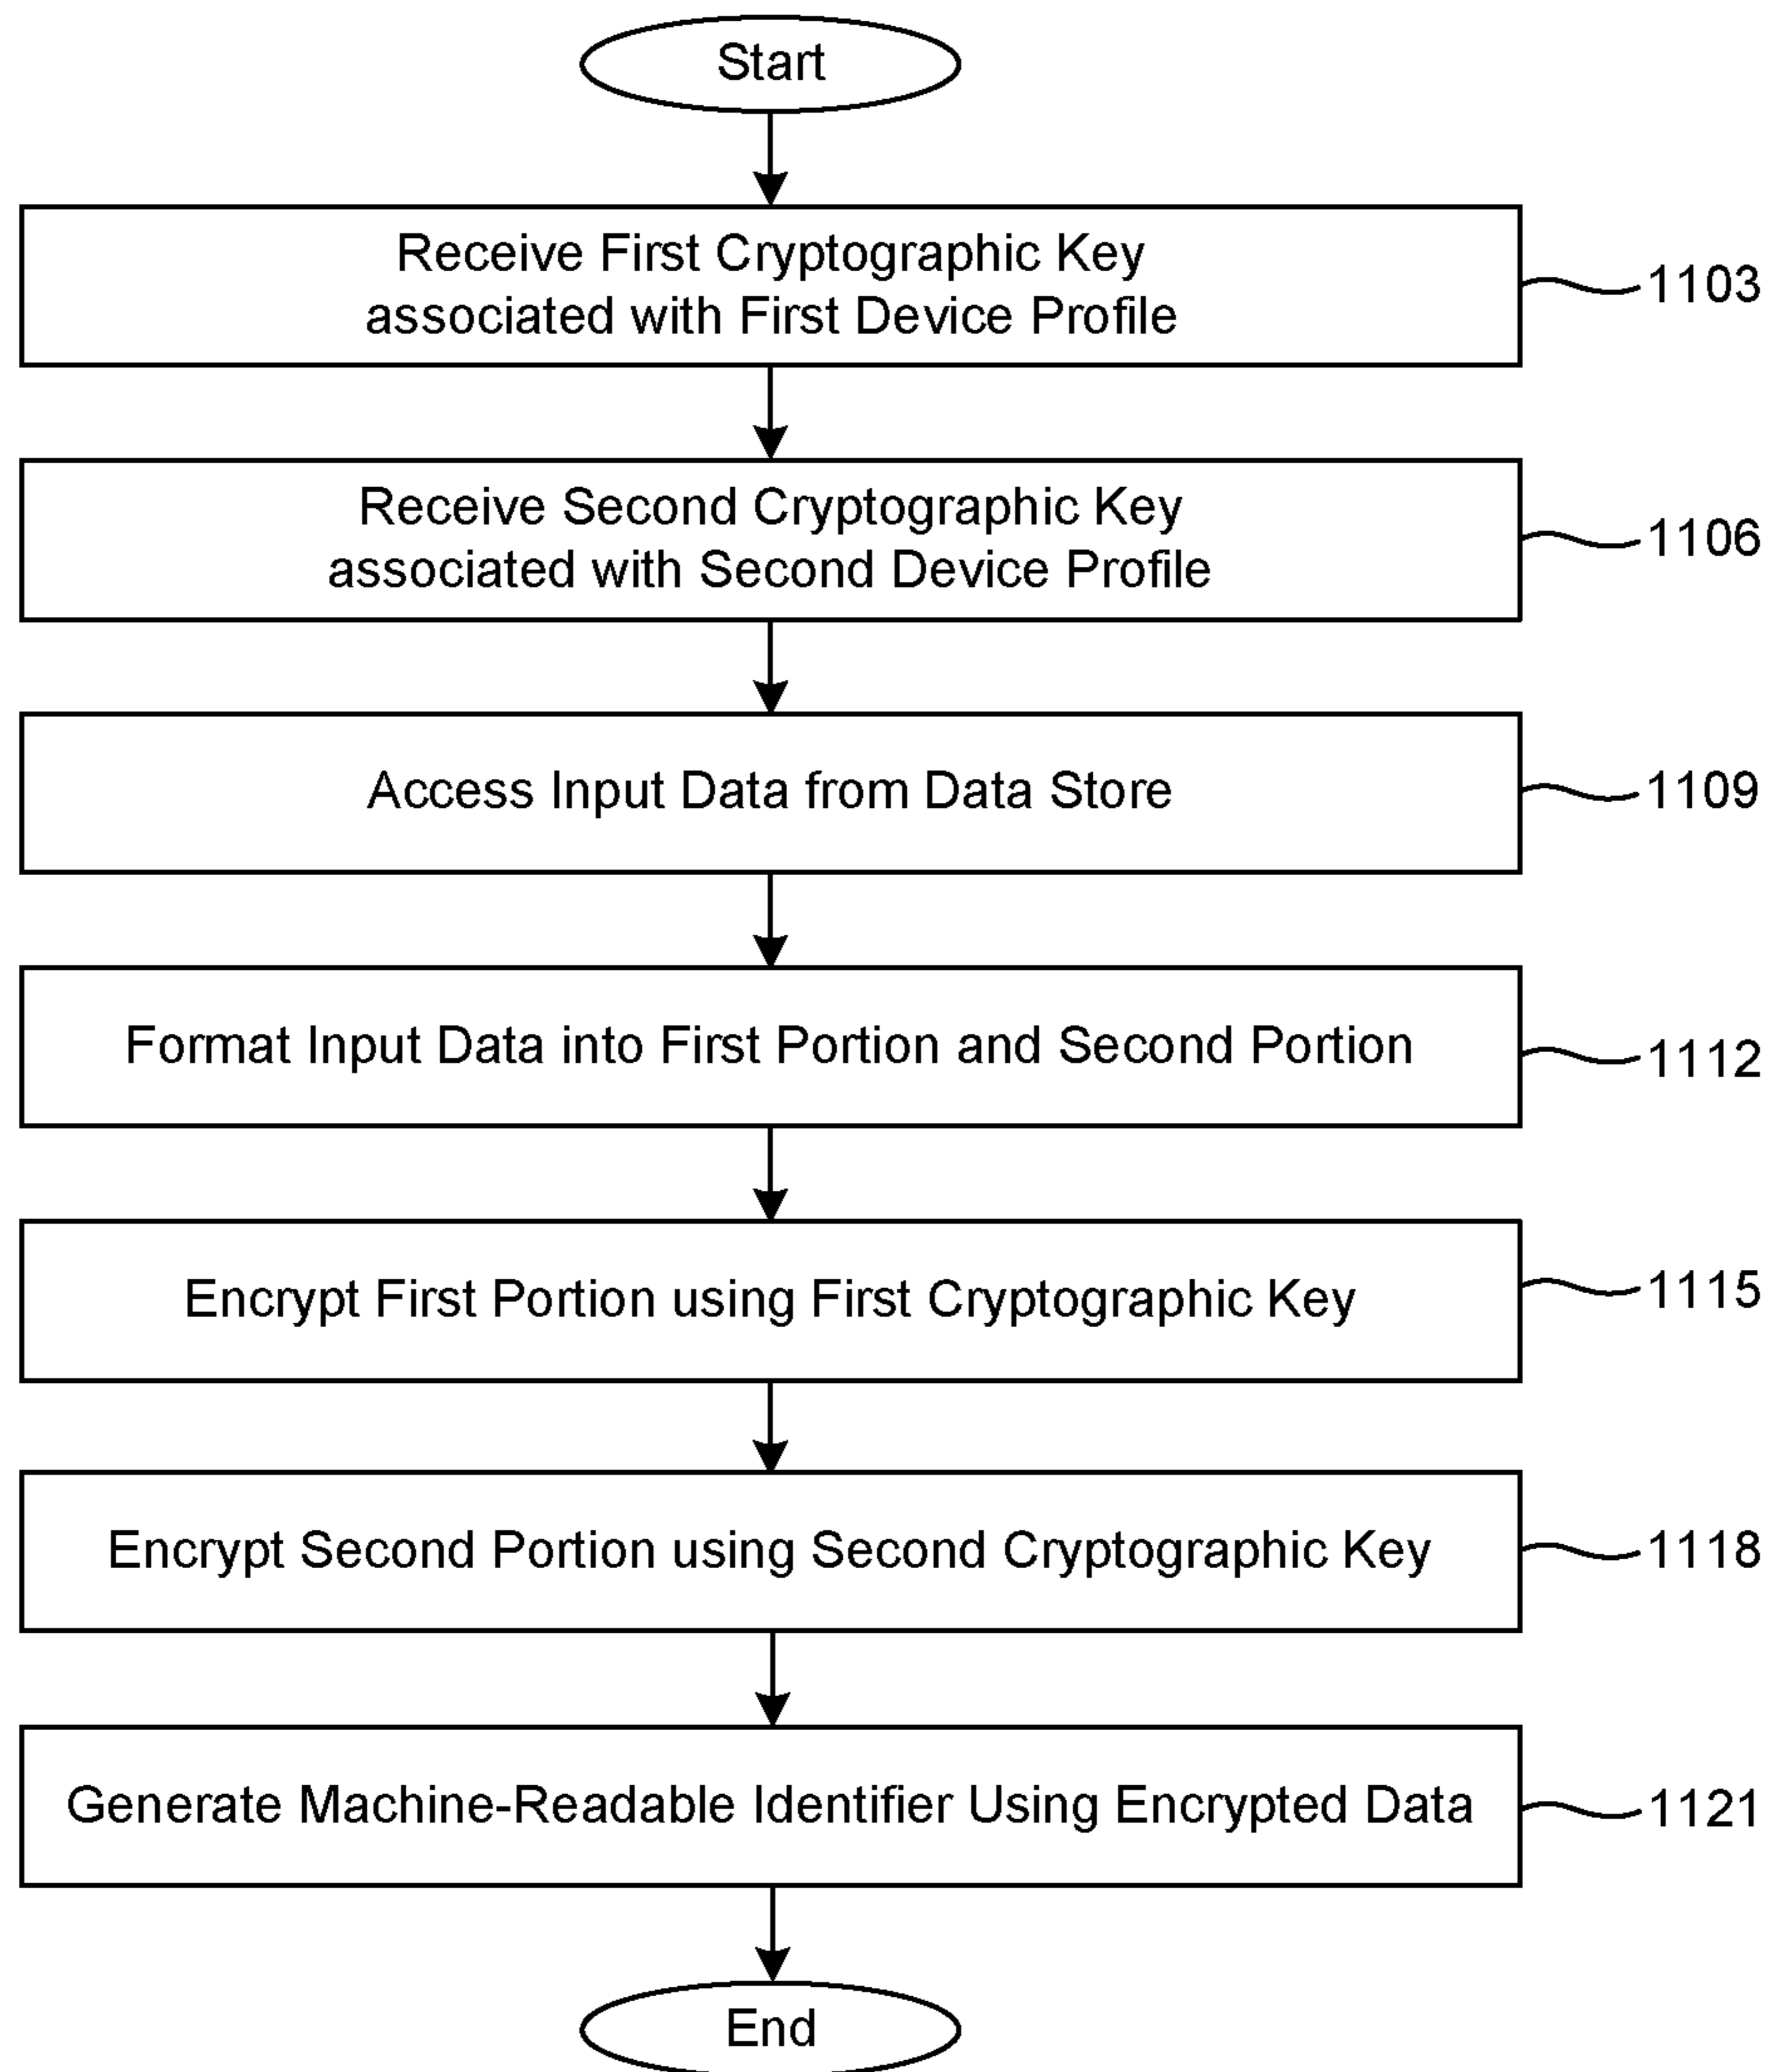 Start
Receive First Cryptographic Key
associated with First Device Profile
1103
Receive Second Cryptographic Key
associated with Second Device Profile
1106
Access Input Data from Data Store
1109
Format Input Data into First Portion and Second Portion
1112
Encrypt First Portion using First Cryptographic Key
1115
Encrypt Second Portion using Second Cryptographic Key
1118
Generate Machine-Readable Identifier Using Encrypted Data
1121
End